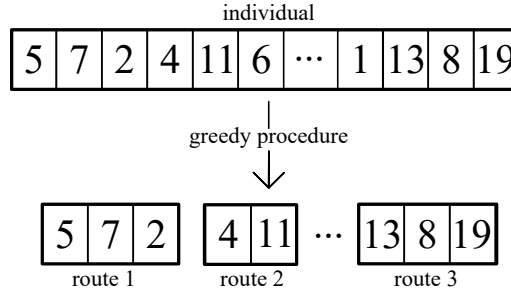 individual
5 7 2 4 11 6 ... 1 13 8 19
greedy procedure
5 7 2 4 11 ... 13 8 19
route 1 route 2 route 3